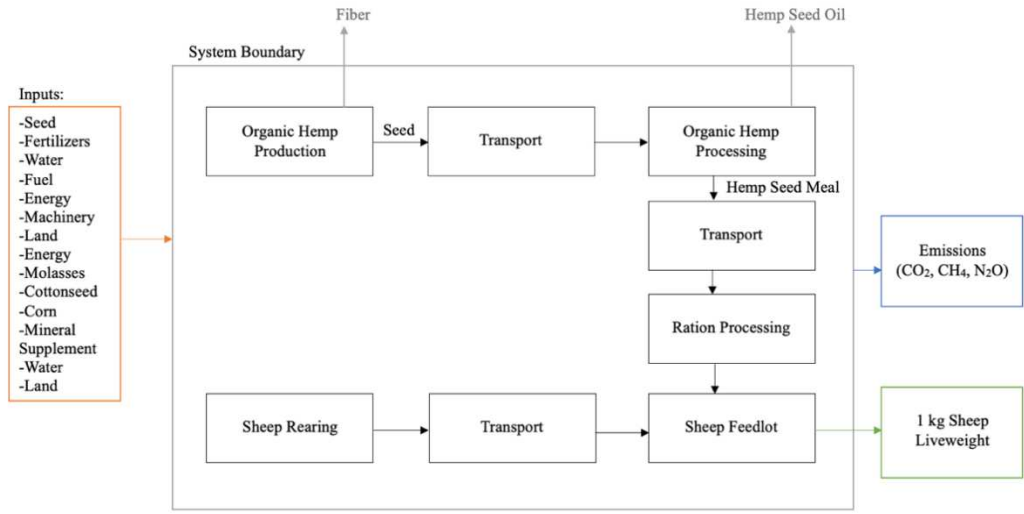 Fiber
Hemp Seed Oil
System Boundary
Inputs:
-Seed
-Fertilizers
-Water
-Fuel
-Energy
-Machinery
-Land
-Energy
-Molasses
-Cottonseed
-Corn
-Mineral
Supplement
-Water
-Land
Organic Hemp
Production
Seed
Transport
Organic Hemp
Processing
Hemp Seed Meal
Transport
Ration Processing
Sheep Rearing
Transport
Sheep Feedlot
Emissions
(CO₂, CH₄, N₂O)
1 kg Sheep
Liveweight